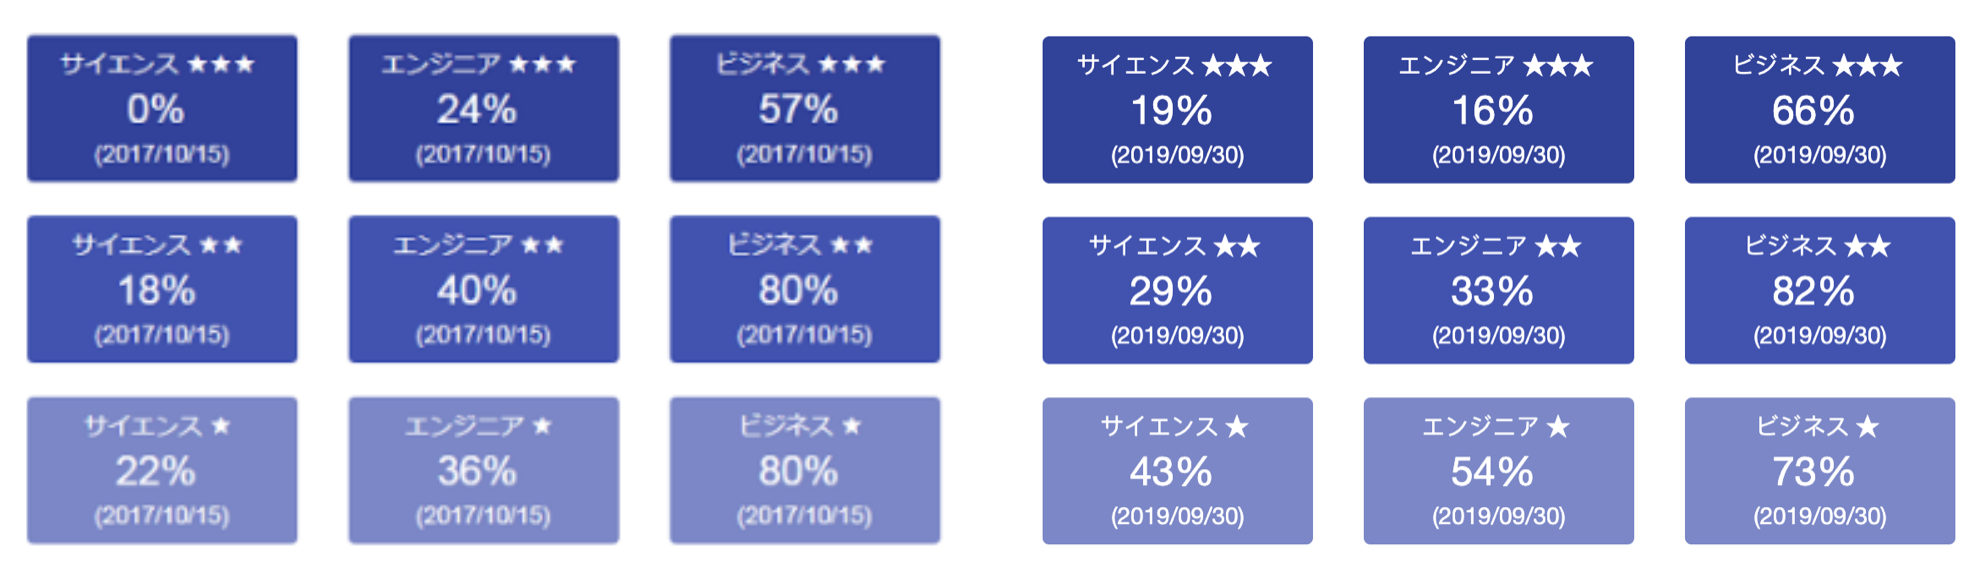 サイエンス ★★★
0%
(2017/10/15)
エンジニア ★★★
24%
(2017/10/15)
ビジネス ★★★
57%
(2017/10/15)
サイエンス ★★★
19%
(2019/09/30)
エンジニア ★★★
16%
(2019/09/30)
ビジネス ★★★
66%
(2019/09/30)
サイエンス ★★
18%
(2017/10/15)
エンジニア ★★
40%
(2017/10/15)
ビジネス ★★
80%
(2017/10/15)
サイエンス ★★
29%
(2019/09/30)
エンジニア ★★
33%
(2019/09/30)
ビジネス ★★
82%
(2019/09/30)
サイエンス ★
22%
(2017/10/15)
エンジニア ★
36%
(2017/10/15)
ビジネス ★
80%
(2017/10/15)
サイエンス ★
43%
(2019/09/30)
エンジニア ★
54%
(2019/09/30)
ビジネス ★
73%
(2019/09/30)